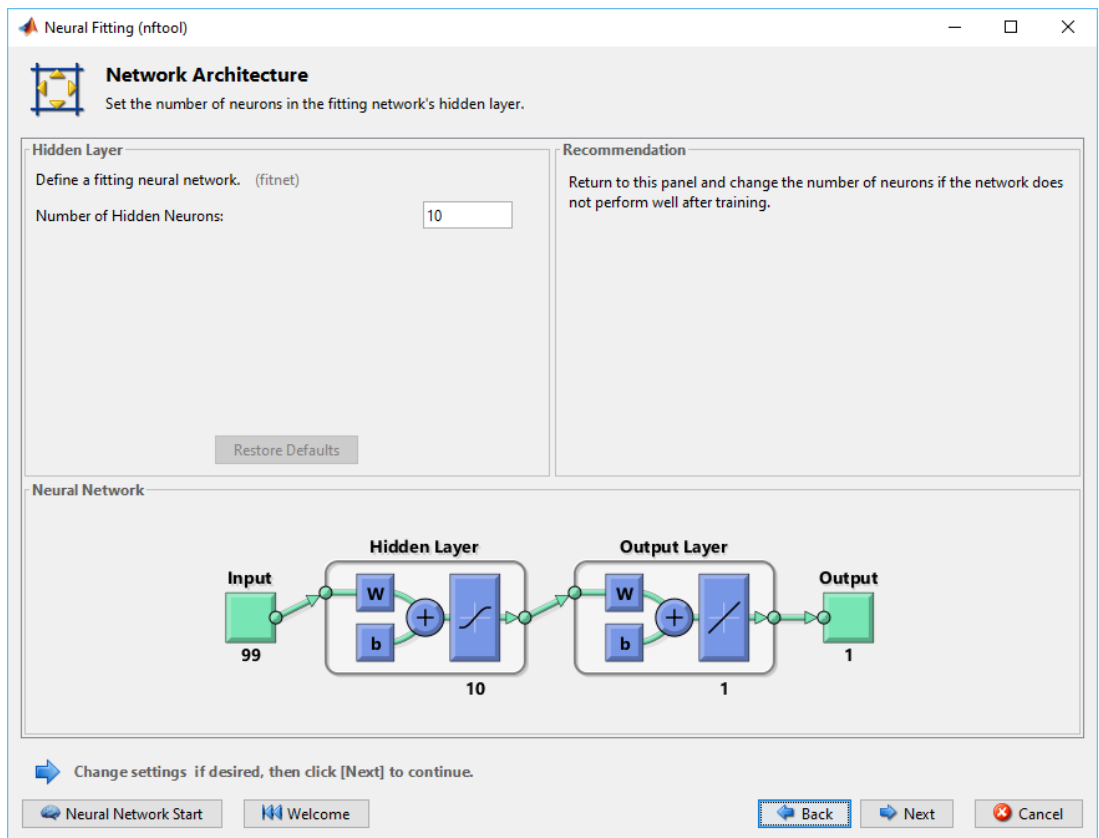 Neural Fitting (nftool)
Network Architecture
Set the number of neurons in the fitting network's hidden layer.
Hidden Layer
Define a fitting neural network. (fitnet)
Number of Hidden Neurons: 10
Restore Defaults
Recommendation
Return to this panel and change the number of neurons if the network does
not perform well after training.
Neural Network
Hidden Layer
Output Layer
Input
Output
W
b
+
W
b
+
99
10
1
1
Change settings if desired, then click [Next] to continue.
Neural Network Start
Welcome
Back
Next
Cancel